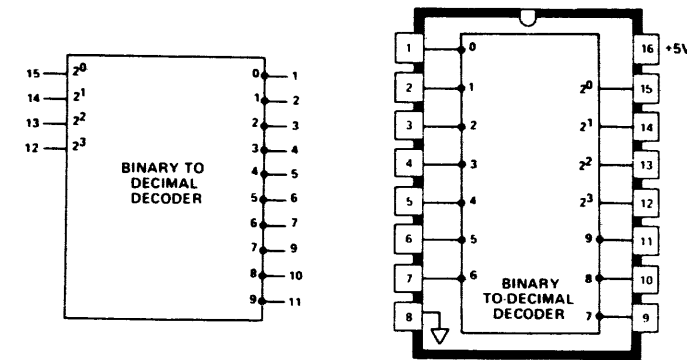 15 2⁰ 0 1
14 2¹ 1 2
13 2² 2 3
12 2³ 3 4
4 5
5 6
6 7
7 9
8 10
9 11
BINARY TO
DECIMAL
DECODER
1 0 16 +5V
2 1 2⁰ 15
3 2 2¹ 14
4 3 2² 13
5 4 2³ 12
6 5 9 11
7 6 8 10
8 7 9
BINARY
TO-DECIMAL
DECODER